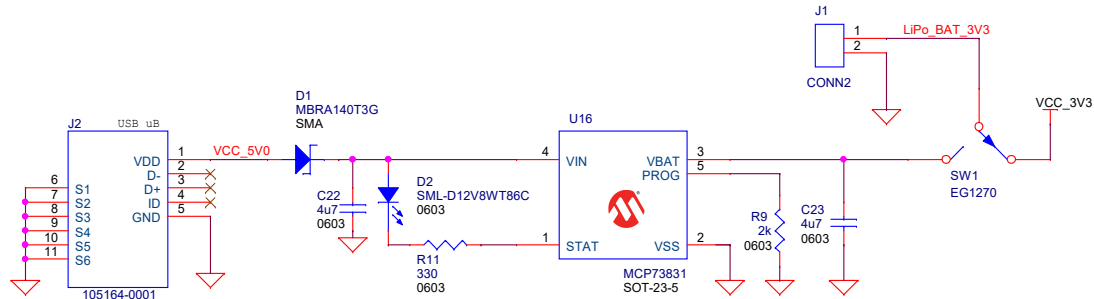 J1
1
2
LiPo_BAT_3V3
CONN2
VCC_3V3
D1
MBRA140T3G
SMA
J2
USB uB
U16
1
VCC_5V0
4
3
VDD
VIN
VBAT
2
5
D-
PROG
6
3
D2
S1
D+
SML-D12V8WT86C
SW1
7
4
C22
0603
EG1270
S2
ID
4u7
8
5
0603
R9
C23
S3
GND
2k
4u7
9
0603
0603
S4
10
1
2
S5
STAT
VSS
11
S6
R11
330
MCP73831
0603
SOT-23-5
105164-0001